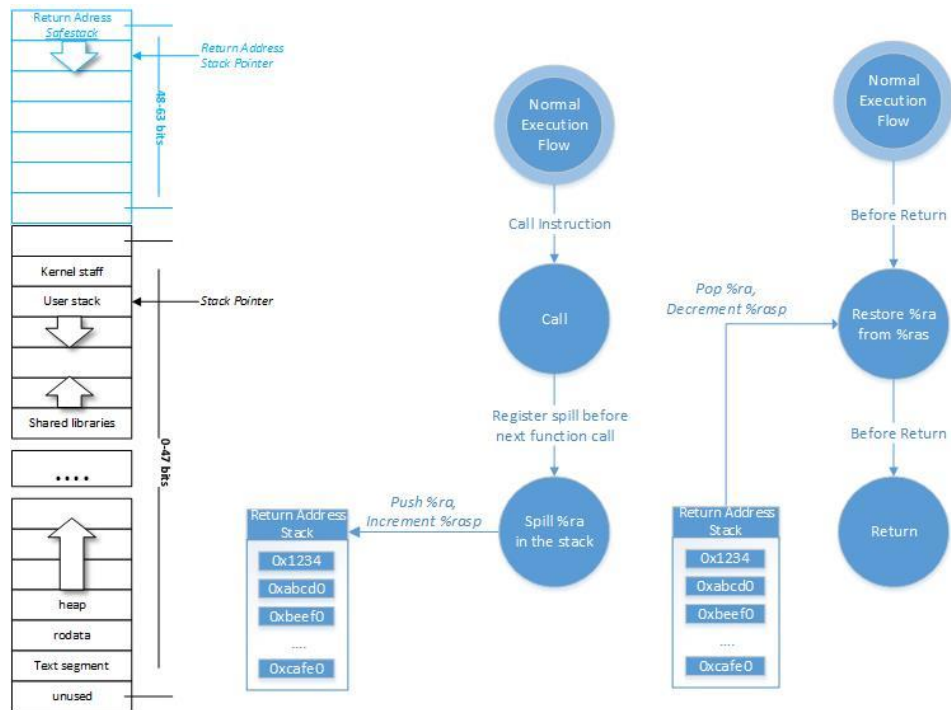 Return Adress
Safestack
Return Address
Stack Pointer
48-63 bits
Kernel staff
User stack
Stack Pointer
Shared libraries
....
0-47 bits
heap
rodata
Text segment
unused
Normal
Execution
Flow
Call Instruction
Call
Register spill before
next function call
Spill %ra
in the stack
Push %ra,
Increment %rasp
Return Address
Stack
0x1234
0xabcd0
0xbeef0
....
0xcafe0
Normal
Execution
Flow
Before Return
Pop %ra,
Decrement %rasp
Restore %ra
from %ras
Before Return
Return
Return Address
Stack
0x1234
0xabcd0
0xbeef0
....
0xcafe0